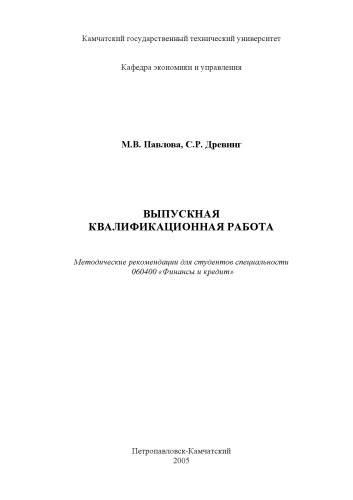 Камчатский государственный технический университет
Кафедра экономики и управления
М.В. Павлова, С.Р. Древинг
ВЫПУСКНАЯ
КВАЛИФИКАЦИОННАЯ РАБОТА
Методические рекомендации для студентов специальности
060400 «Финансы и кредит»
Петропавловск-Камчатский
2005